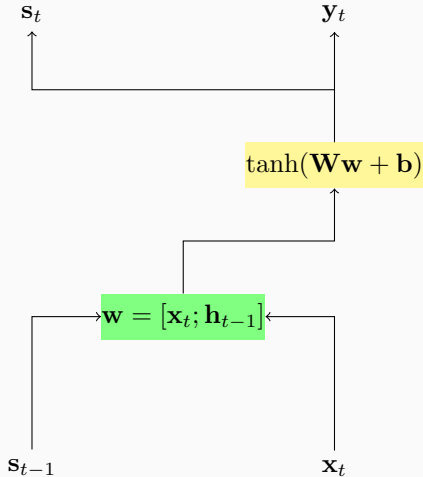 s_t y_t
tanh(Ww + b)
w = [x_t; h_{t−1}]
s_{t−1} x_t